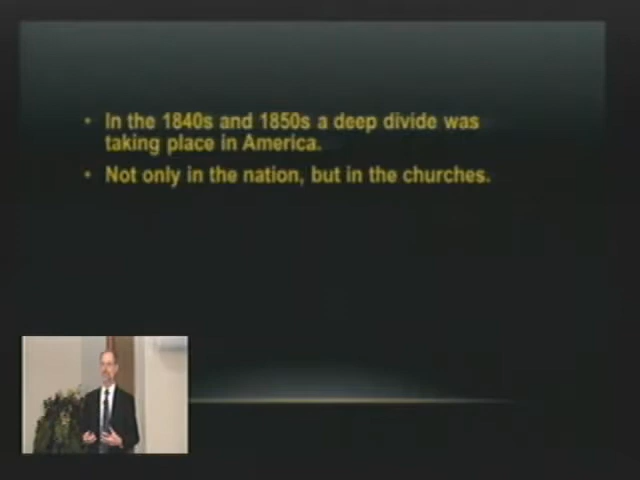 • In the 1840s and 1850s a deep divide was
taking place in America.
• Not only in the nation, but in the churches.